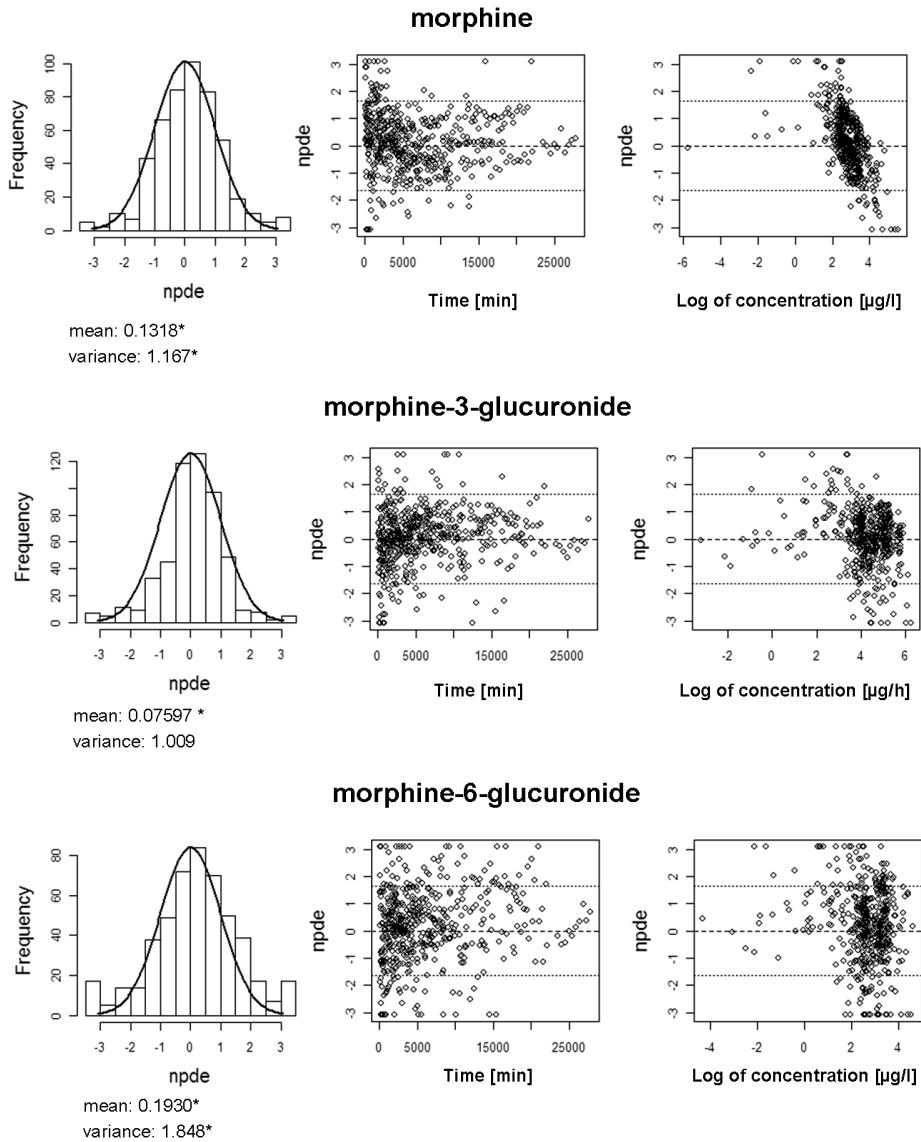 morphine
Frequency
0 20 40 60 80 100
-3 -2 -1 0 1 2 3
npde
mean: 0.1318*
variance: 1.167*
npde
-3 -2 -1 0 1 2 3
0 5000 15000 25000
Time [min]
npde
-3 -2 -1 0 1 2 3
-6 -4 -2 0 2 4
Log of concentration [µg/l]
morphine-3-glucuronide
Frequency
0 20 40 60 80 120
-3 -2 -1 0 1 2 3
npde
mean: 0.07597 *
variance: 1.009
npde
-3 -2 -1 0 1 2 3
0 5000 15000 25000
Time [min]
npde
-3 -2 -1 0 1 2 3
-2 0 2 4 6
Log of concentration [µg/h]
morphine-6-glucuronide
Frequency
0 20 40 60 80
-3 -2 -1 0 1 2 3
npde
mean: 0.1930*
variance: 1.848*
npde
-3 -2 -1 0 1 2 3
0 5000 15000 25000
Time [min]
npde
-3 -2 -1 0 1 2 3
-4 -2 0 2 4
Log of concentration [µg/l]